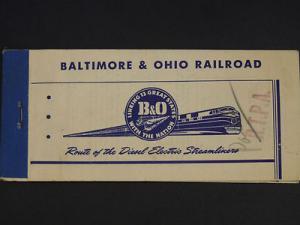 BALTIMORE & OHIO RAILROAD
LINKING 13 GREAT STATES
B&O
WITH THE NATION
Route of the Diesel Electric Streamliners